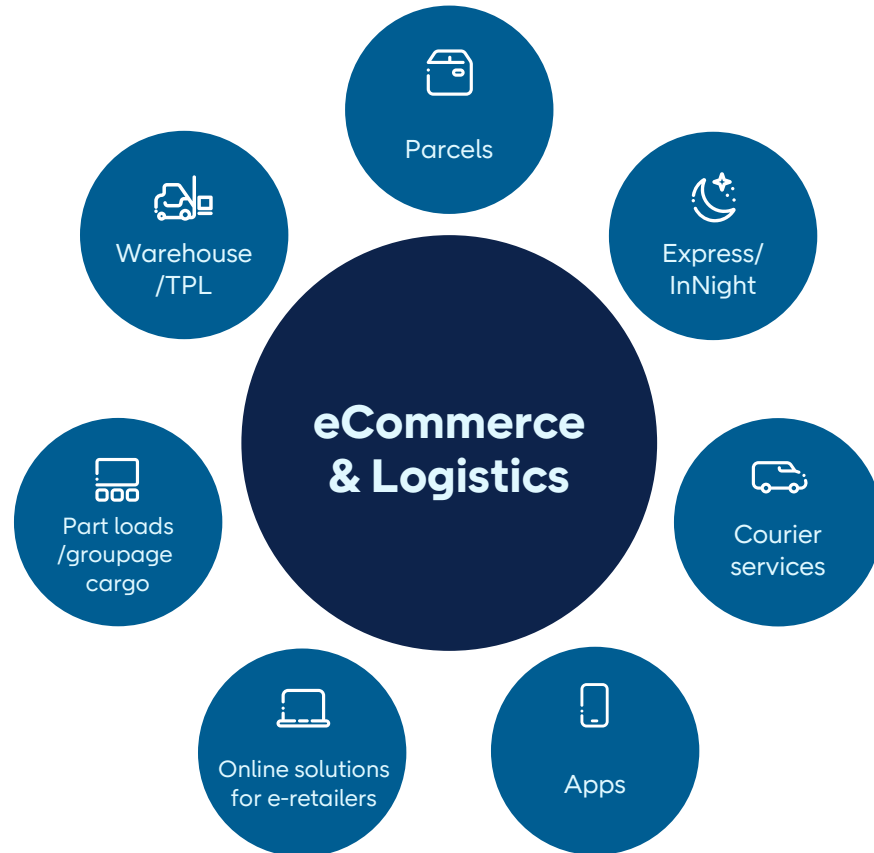 Parcels
Express/
InNight
Courier
services
Apps
Online solutions
for e-retailers
Part loads
/groupage
cargo
Warehouse
/TPL
eCommerce
& Logistics